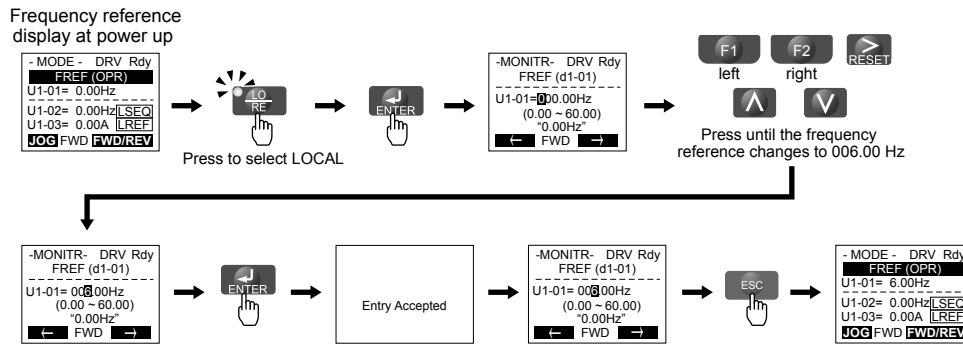 Frequency reference
display at power up
- MODE - DRV Rdy
FREF (OPR)
U1-01= 0.00Hz
U1-02= 0.00Hz LSEQ
U1-03= 0.00A LREF
JOG FWD FWD/REV
LO
RE
Press to select LOCAL
ENTER
-MONITR- DRV Rdy
FREF (d1-01)
U1-01=000.00Hz
(0.00 ~ 60.00)
“0.00Hz”
← FWD →
F1
left
F2
right
>
RESET
∧
∨
Press until the frequency
reference changes to 006.00 Hz
-MONITR- DRV Rdy
FREF (d1-01)
U1-01= 006.00Hz
(0.00 ~ 60.00)
“0.00Hz”
← FWD →
ENTER
Entry Accepted
-MONITR- DRV Rdy
FREF (d1-01)
U1-01= 006.00Hz
(0.00 ~ 60.00)
“0.00Hz”
← FWD →
ESC
- MODE - DRV Rdy
FREF (OPR)
U1-01= 6.00Hz
U1-02= 0.00Hz LSEQ
U1-03= 0.00A LREF
JOG FWD FWD/REV